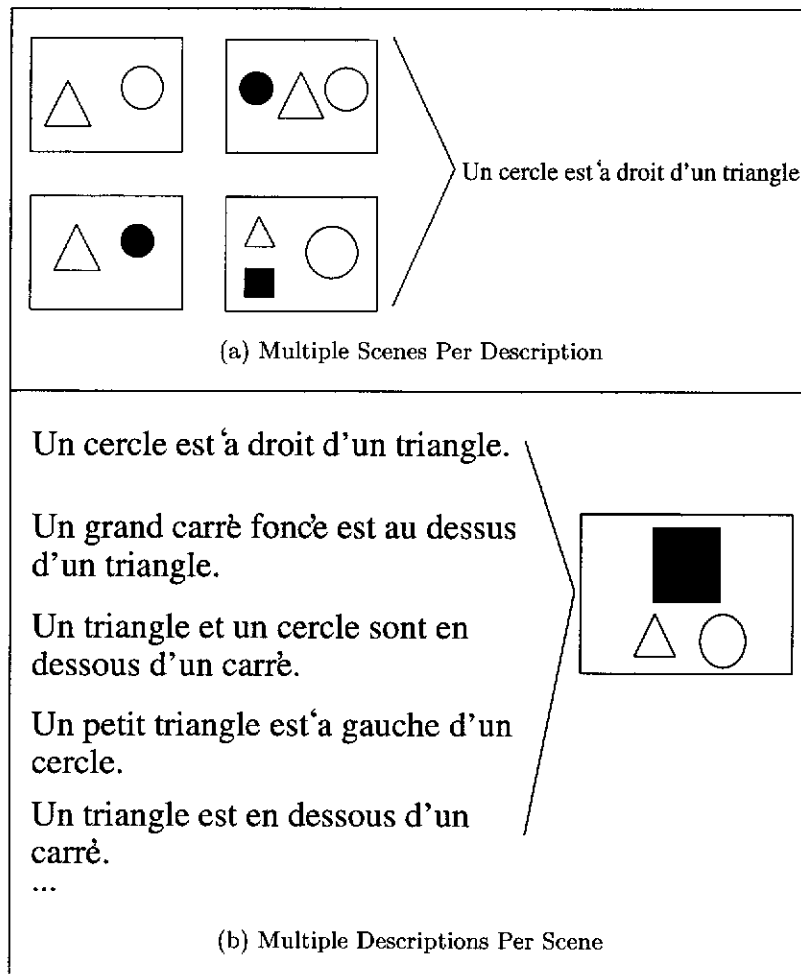 Un cercle est `a droit d'un triangle
(a) Multiple Scenes Per Description
Un cercle est `a droit d'un triangle.
Un grand carrè foncè est au dessus
d'un triangle.
Un triangle et un cercle sont en
dessous d'un carrè.
Un petit triangle est `a gauche d'un
cercle.
Un triangle est en dessous d'un
carrè.
...
(b) Multiple Descriptions Per Scene